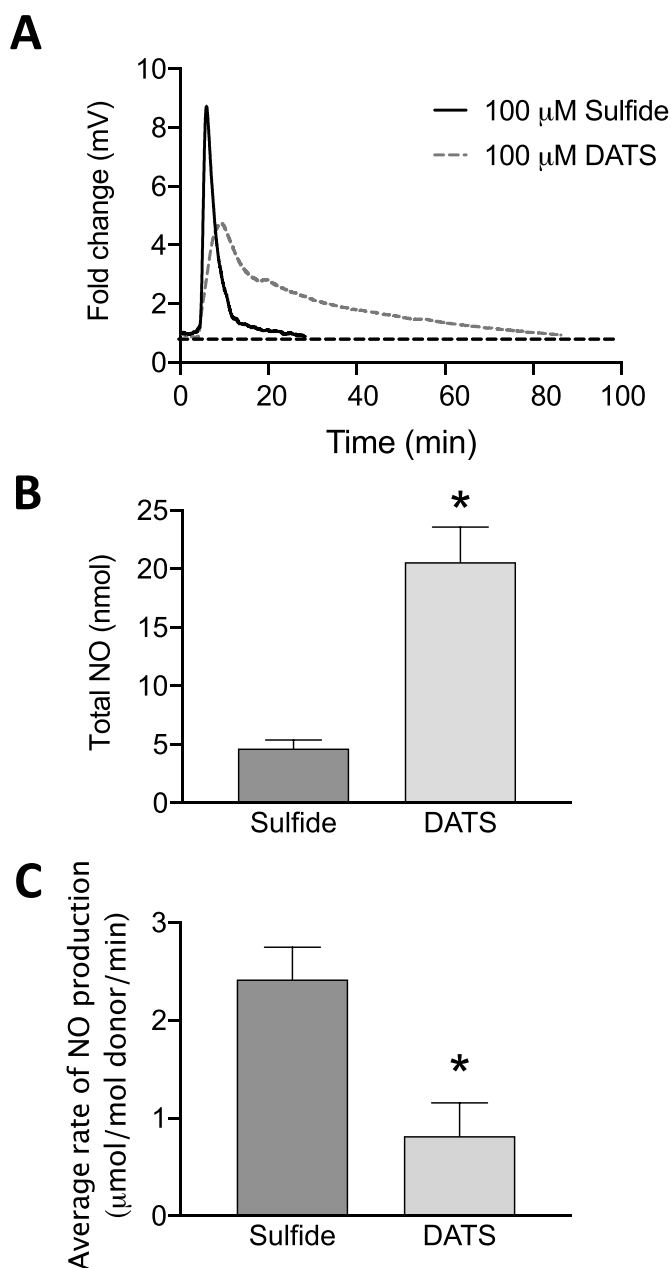 A
Fold change (mV)
10
8
6
4
2
0
100 μM Sulfide
100 μM DATS
0 20 40 60 80 100
Time (min)
B
Total NO (nmol)
25
20
15
10
5
0
*
Sulfide DATS
C
Average rate of NO production
(μmol/mol donor/min)
3
2
1
0
*
Sulfide DATS